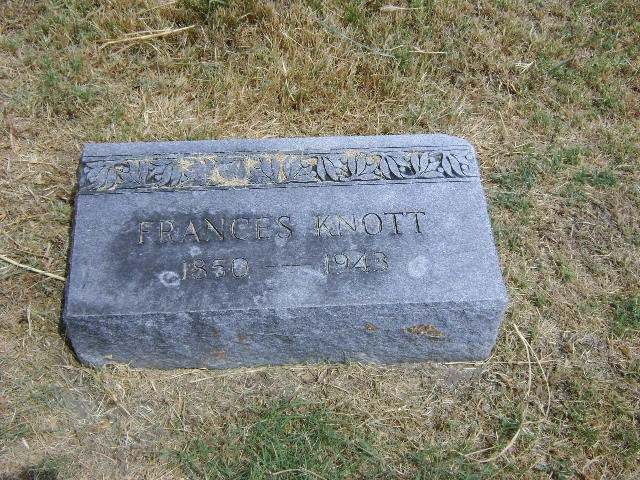 FRANCES KNOTT
1850 — 1943